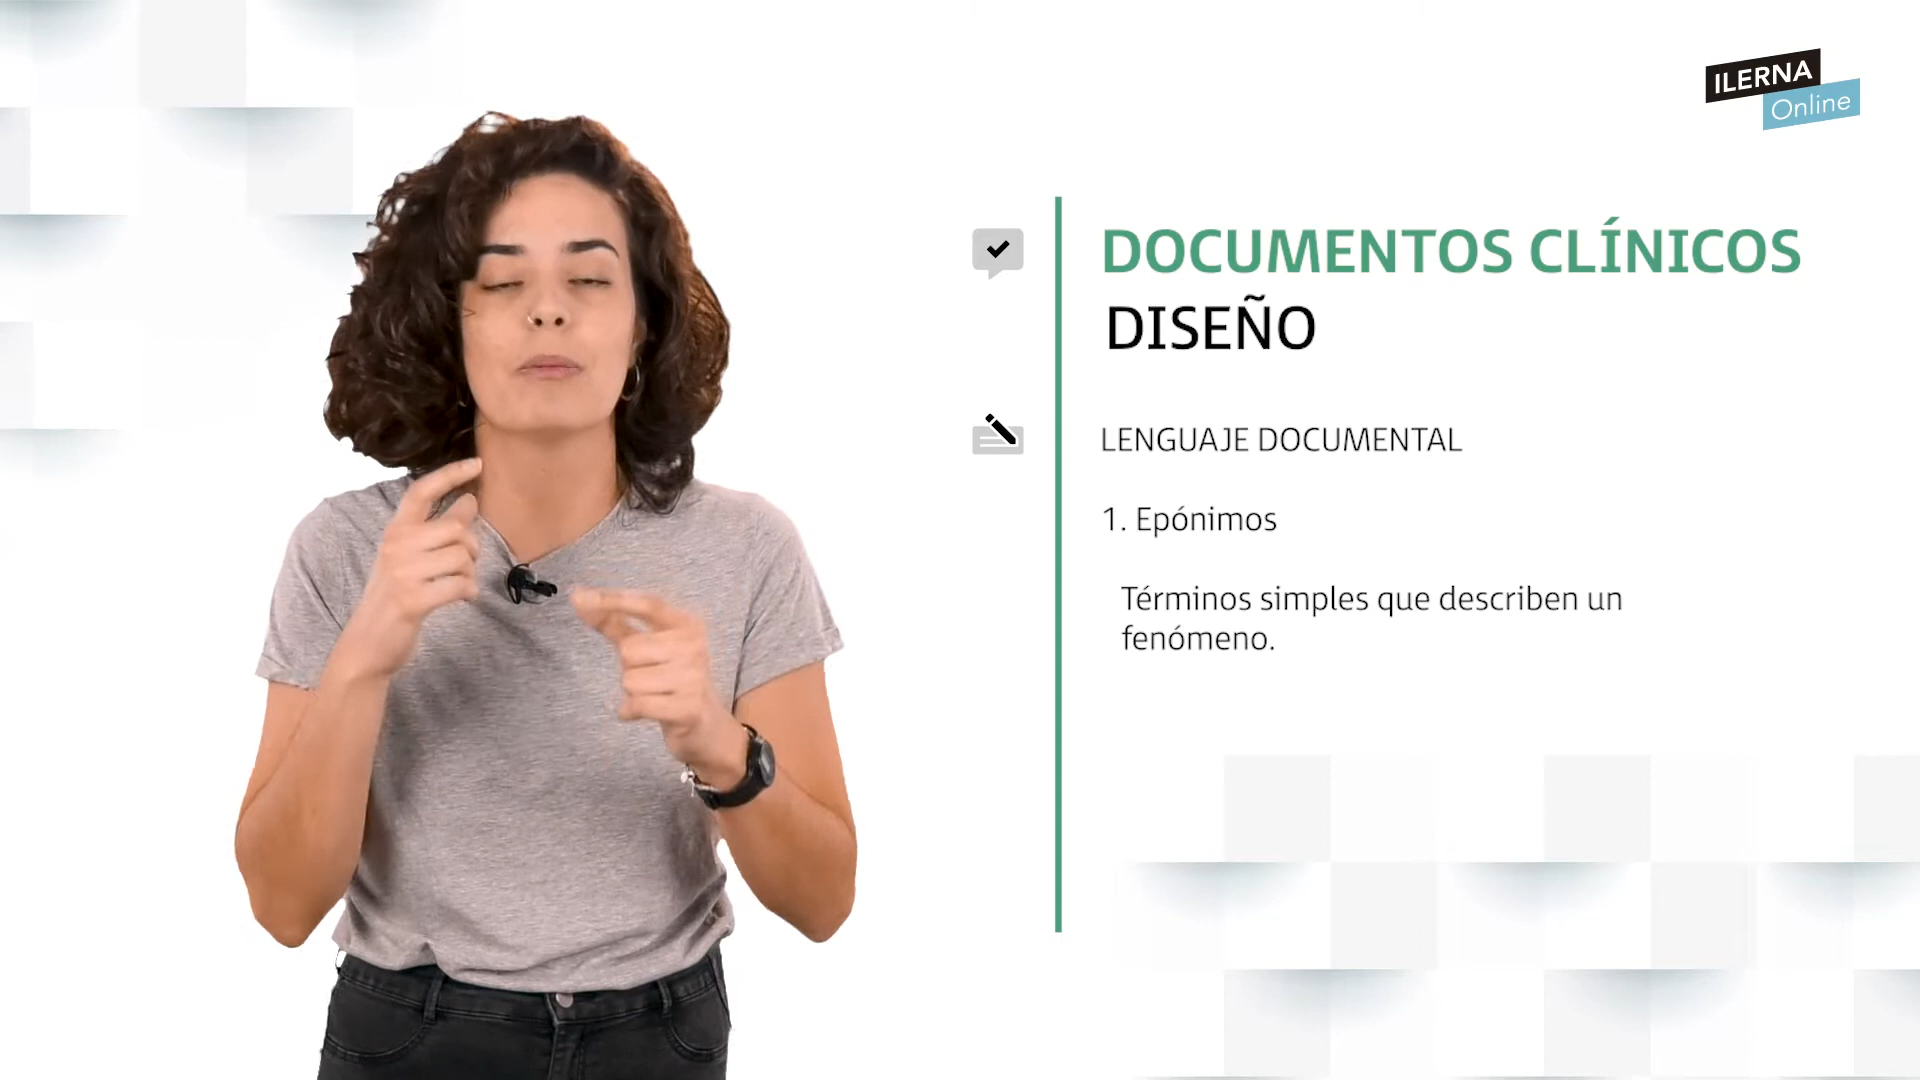 ILERNA
Online
DOCUMENTOS CLÍNICOS
DISEÑO
LENGUAJE DOCUMENTAL
1. Epónimos
Términos simples que describen un
fenómeno.